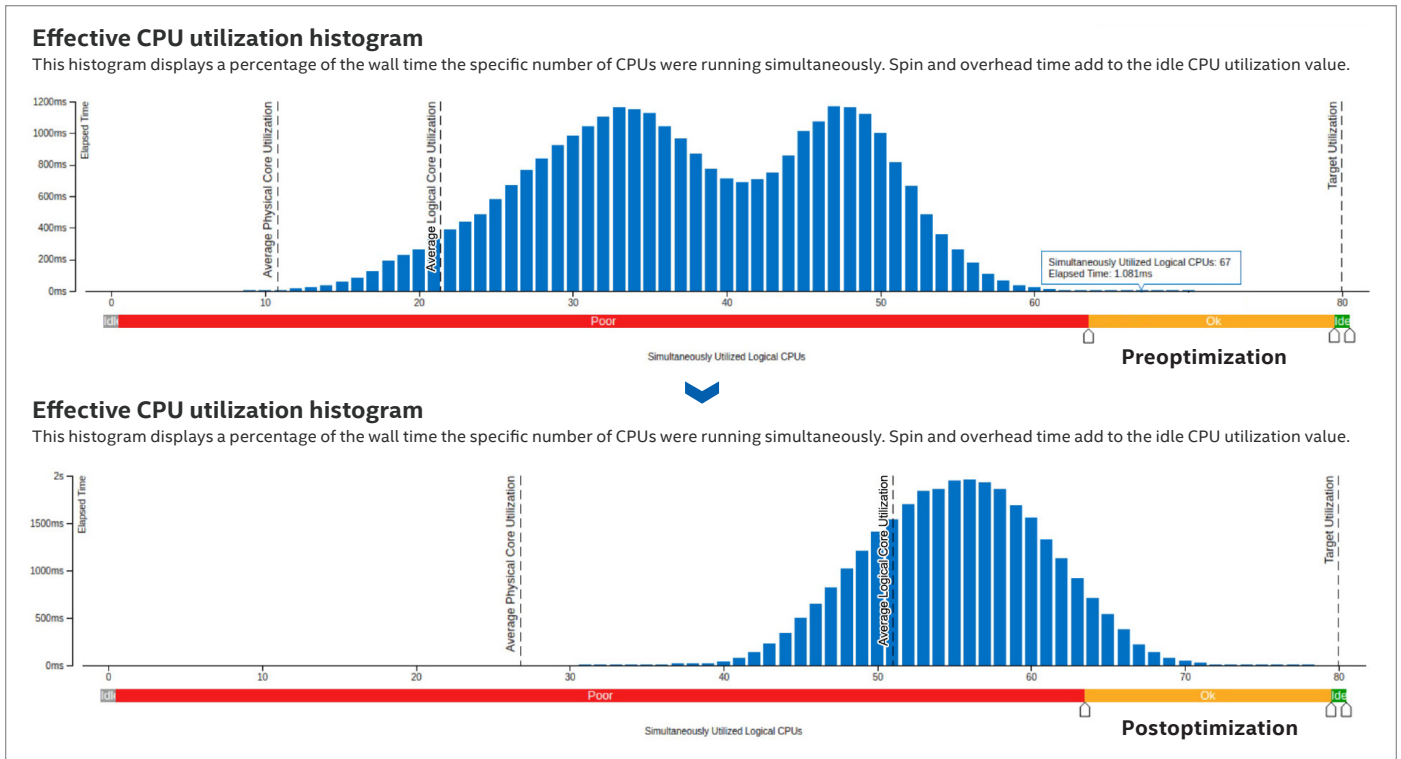 Effective CPU utilization histogram
This histogram displays a percentage of the wall time the specific number of CPUs were running simultaneously. Spin and overhead time add to the idle CPU utilization value.
1200ms
1000ms
800ms
600ms
400ms
200ms
0ms
Elapsed Time
Average Physical Core Utilization
Average Logical Core Utilization
Target Utilization
Simultaneously Utilized Logical CPUs: 67
Elapsed Time: 1.081ms
0 10 20 30 40 50 60 80
Idle Poor Ok Ide
Simultaneously Utilized Logical CPUs
Preoptimization
Effective CPU utilization histogram
This histogram displays a percentage of the wall time the specific number of CPUs were running simultaneously. Spin and overhead time add to the idle CPU utilization value.
2s
1500ms
1000ms
500ms
0ms
Elapsed Time
Average Physical Core Utilization
Average Logical Core Utilization
Target Utilization
0 10 20 30 40 50 60 70 80
Idle Poor Ok Ide
Simultaneously Utilized Logical CPUs
Postoptimization